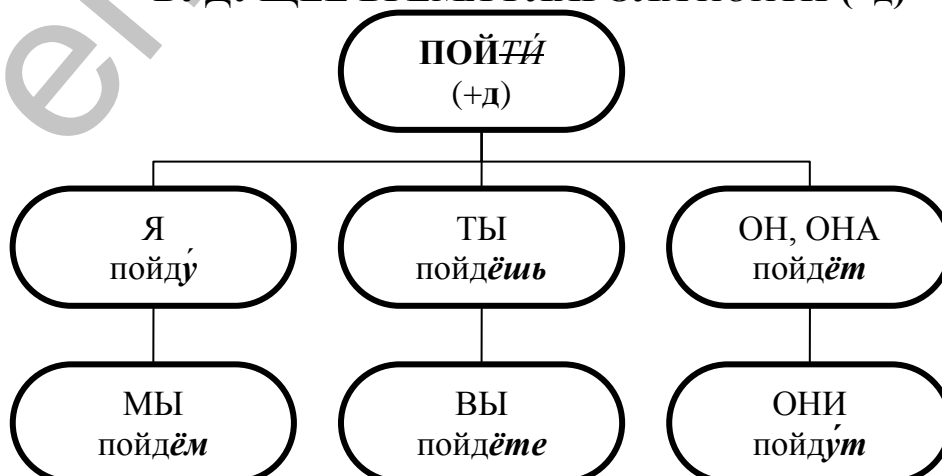 ПОЙТИ́
(+д)
Я
пойду́
ТЫ
пойдёшь
ОН, ОНА
пойдёт
МЫ
пойдём
ВЫ
пойдёте
ОНИ
пойду́т